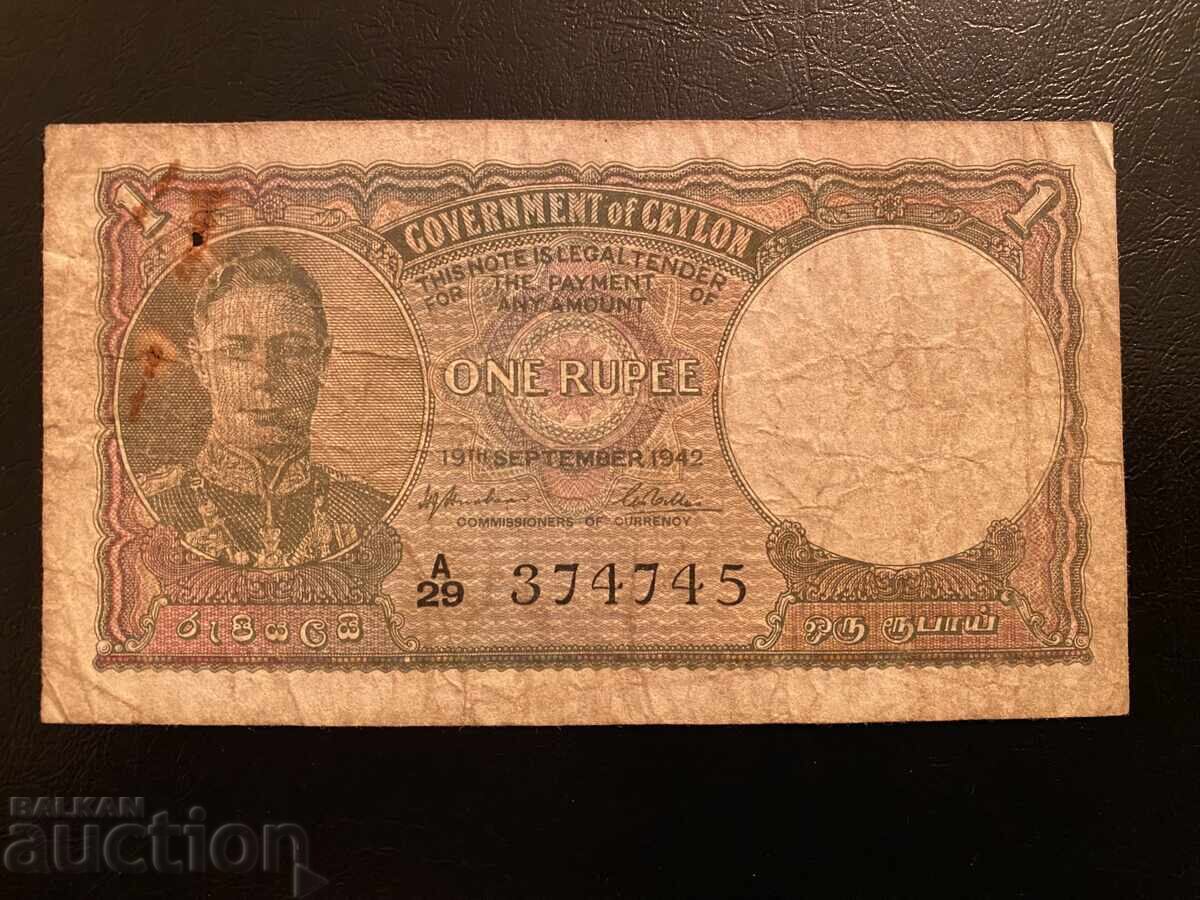 1 1
GOVERNMENT of CEYLON
THIS NOTE IS LEGAL TENDER
FOR THE PAYMENT OF
ANY AMOUNT
ONE RUPEE
19TH SEPTEMBER 1942
COMMISSIONERS OF CURRENCY
A/29 374745
රුපියලයි
ஒரு ரூபாய்
BALKAN
auction